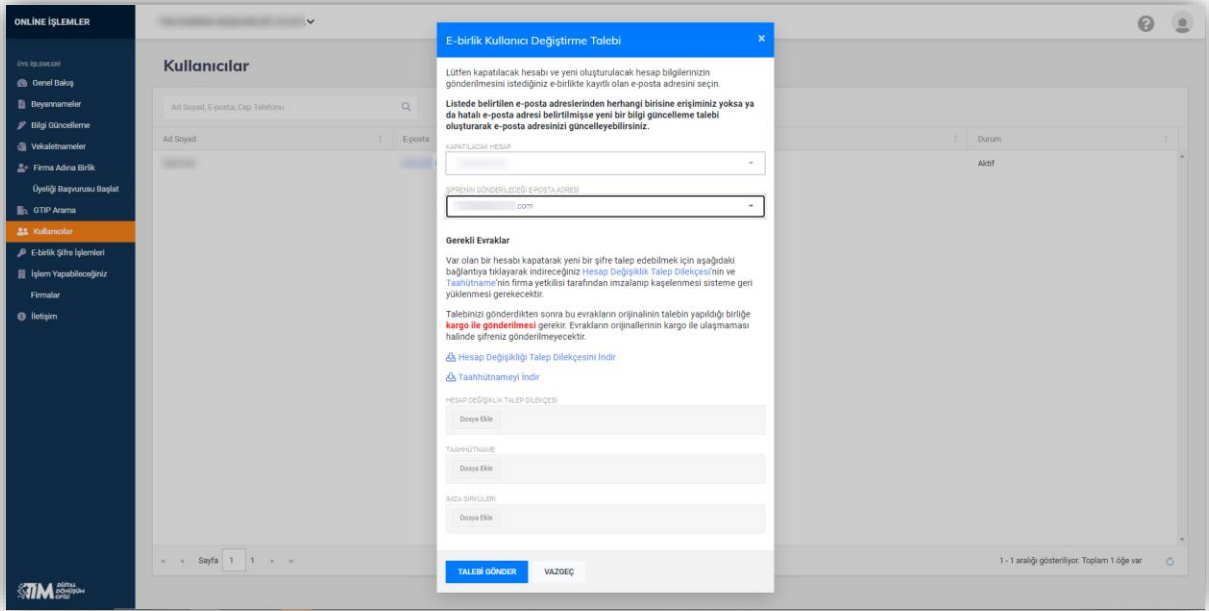 ONLİNE İŞLEMLER
ÜYE İŞLEMLERİ
Genel Bakış
Beyannameler
Bilgi Güncelleme
Vekaletnameler
Firma Adına Birlik
Üyeliği Başvurusu Başlat
GTIP Arama
Kullanıcılar
E-birlik Şifre İşlemleri
İşlem Yapabileceğiniz
Firmalar
İletişim
TİM DİJİTAL
DÖNÜŞÜM
OFİSİ
Kullanıcılar
Ad Soyad, E-posta, Cep Telefonu
Ad Soyad E-posta Durum
Aktif
Sayfa 1 1
1 - 1 aralığı gösteriliyor. Toplam 1 öğe var
E-birlik Kullanıcı Değiştirme Talebi ×
Lütfen kapatılacak hesabı ve yeni oluşturulacak hesap bilgilerinizin
gönderilmesini istediğiniz e-birlikte kayıtlı olan e-posta adresini seçin.
Listede belirtilen e-posta adreslerinden herhangi birisine erişiminiz yoksa ya
da hatalı e-posta adresi belirtilmişse yeni bir bilgi güncelleme talebi
oluşturarak e-posta adresinizi güncelleyebilirsiniz.
KAPATILACAK HESAP
ŞİFRENİN GÖNDERİLECEĞİ E-POSTA ADRESİ
.com
Gerekli Evraklar
Var olan bir hesabı kapatarak yeni bir şifre talep edebilmek için aşağıdaki
bağlantıya tıklayarak indireceğiniz Hesap Değişiklik Talep Dilekçesi'nin ve
Taahütname'nin firma yetkilisi tarafından imzalanıp kaşelenmesi sisteme geri
yüklenmesi gerekecektir.
Talebinizi gönderdikten sonra bu evrakların orijinalinin talebin yapıldığı birliğe
kargo ile gönderilmesi gerekir. Evrakların orijinallerinin kargo ile ulaşmaması
halinde şifreniz gönderilmeyecektir.
Hesap Değişikliği Talep Dilekçesini İndir
Taahhütnameyi İndir
HESAP DEĞİŞİKLİK TALEP DİLEKÇESİ
Dosya Ekle
TAAHHÜTNAME
Dosya Ekle
İMZA SİRKÜLERİ
Dosya Ekle
TALEBİ GÖNDER VAZGEÇ